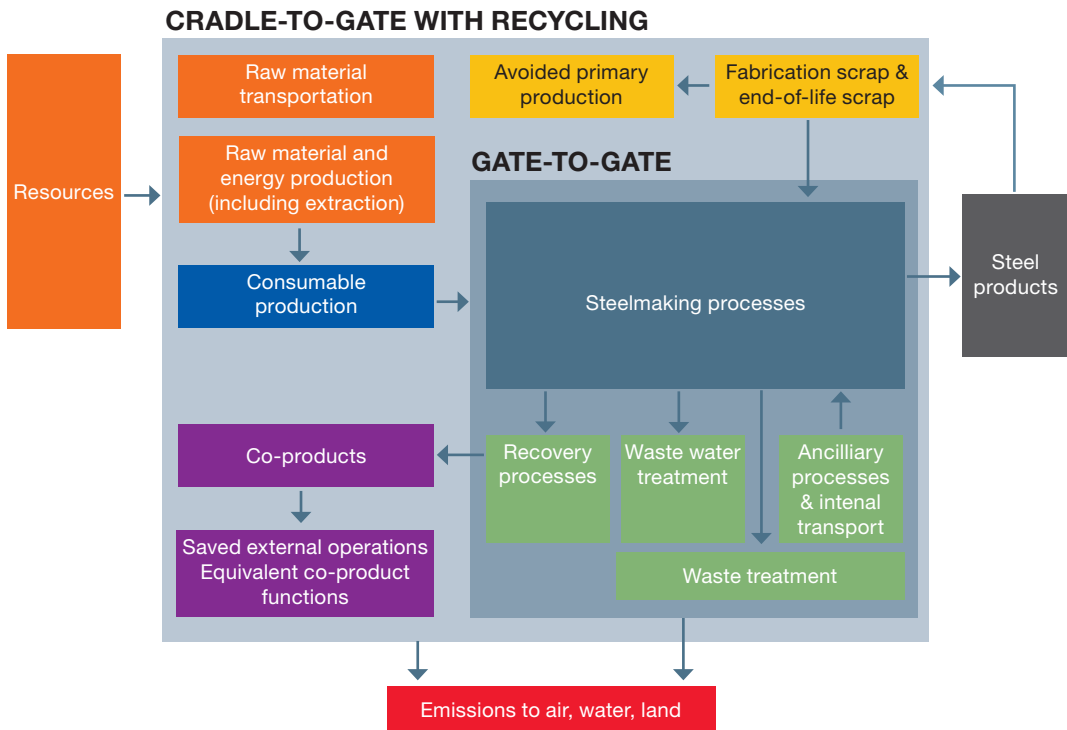 CRADLE-TO-GATE WITH RECYCLING
Resources
Raw material
transportation
Raw material and
energy production
(including extraction)
Consumable
production
Avoided primary
production
Fabrication scrap &
end-of-life scrap
GATE-TO-GATE
Steelmaking processes
Steel
products
Co-products
Saved external operations
Equivalent co-product
functions
Recovery
processes
Waste water
treatment
Ancilliary
processes
& intenal
transport
Waste treatment
Emissions to air, water, land